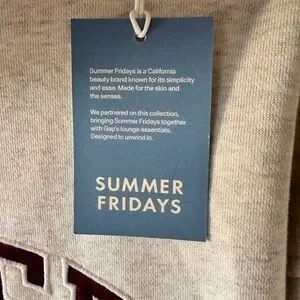 Summer Fridays is a California
beauty brand known for its simplicity
and ease. Made for the skin and
the senses.
We partnered on this collection,
bringing Summer Fridays together
with Gap's lounge essentials.
Designed to unwind in.
SUMMER
FRIDAYS